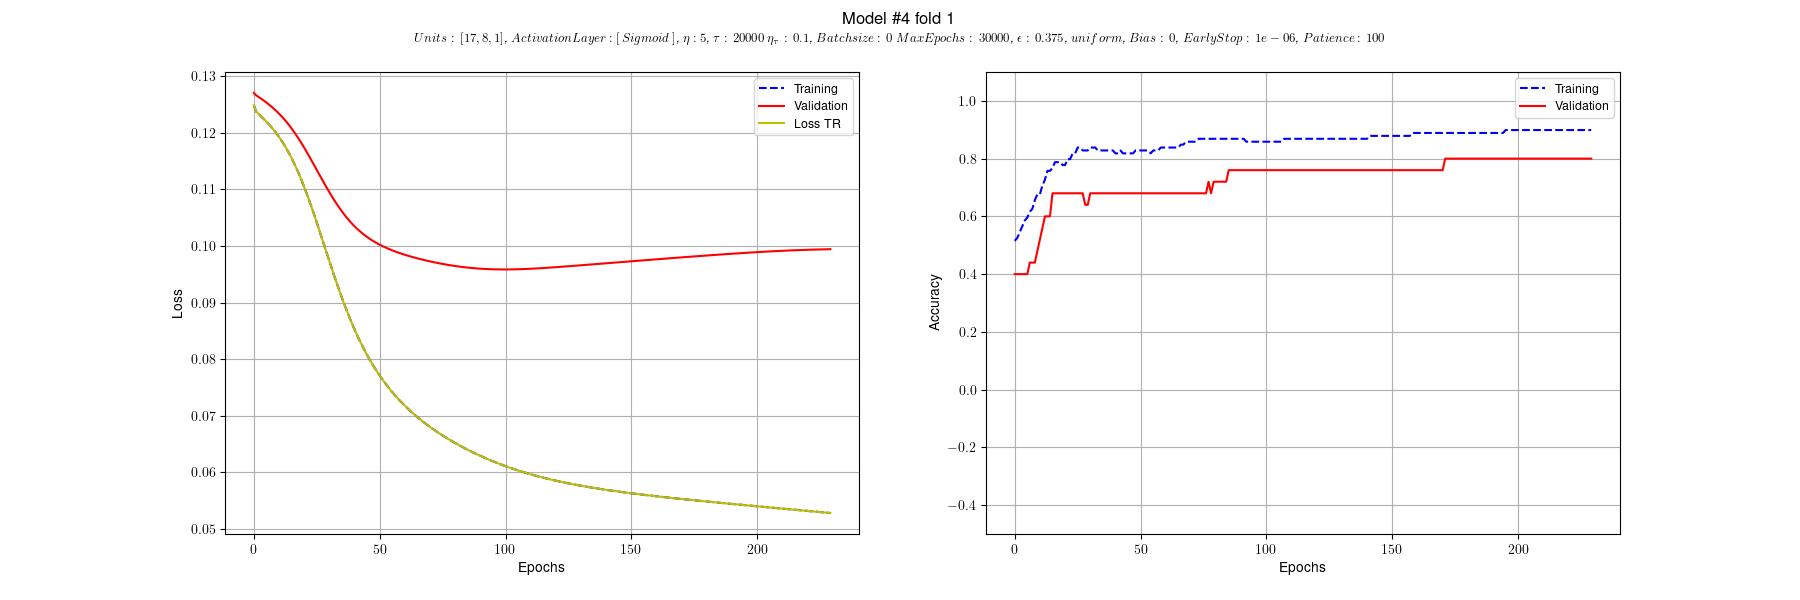 Model #4 fold 1
Units : [17, 8, 1], ActivationLayer : [ Sigmoid ], η : 5, τ : 20000 η_τ : 0.1, Batchsize : 0 MaxEpochs : 30000, ϵ : 0.375, uniform, Bias : 0, EarlyStop : 1e − 06, Patience : 100
0.13
0.12
0.11
0.10
0.09
0.08
0.07
0.06
0.05
Loss
Training
Validation
Loss TR
0 50 100 150 200
Epochs
1.0
0.8
0.6
0.4
0.2
0.0
−0.2
−0.4
Accuracy
Training
Validation
0 50 100 150 200
Epochs